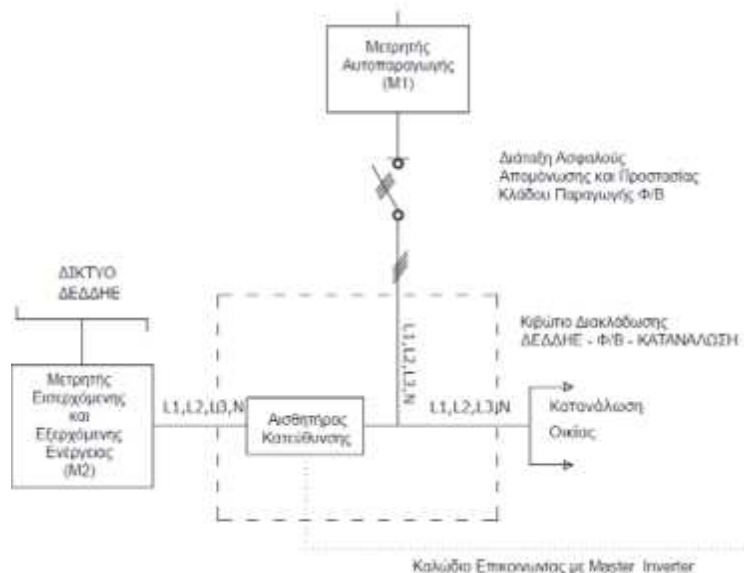 Μετρητής
Αυτοπαραγωγής
(Μ1)
Διάταξη Ασφαλούς
Απομόνωσης και Προστασίας
Κλάδου Παραγωγής Φ/Β
ΔΙΚΤΥΟ
ΔΕΔΔΗΕ
Κιβώτιο Διακλάδωσης
ΔΕΔΔΗΕ - Φ/Β - ΚΑΤΑΝΑΛΩΣΗ
L1,L2,L3,N
Μετρητής
Εισερχόμενης
και
Εξερχόμενης
Ενέργειας
(Μ2)
L1,L2,L3,N
Αισθητήρας
Κατεύθυνσης
L1,L2,L3,N
Κατανάλωση
Οικίας
Καλώδιο Επικοινωνίας με Master Inverter